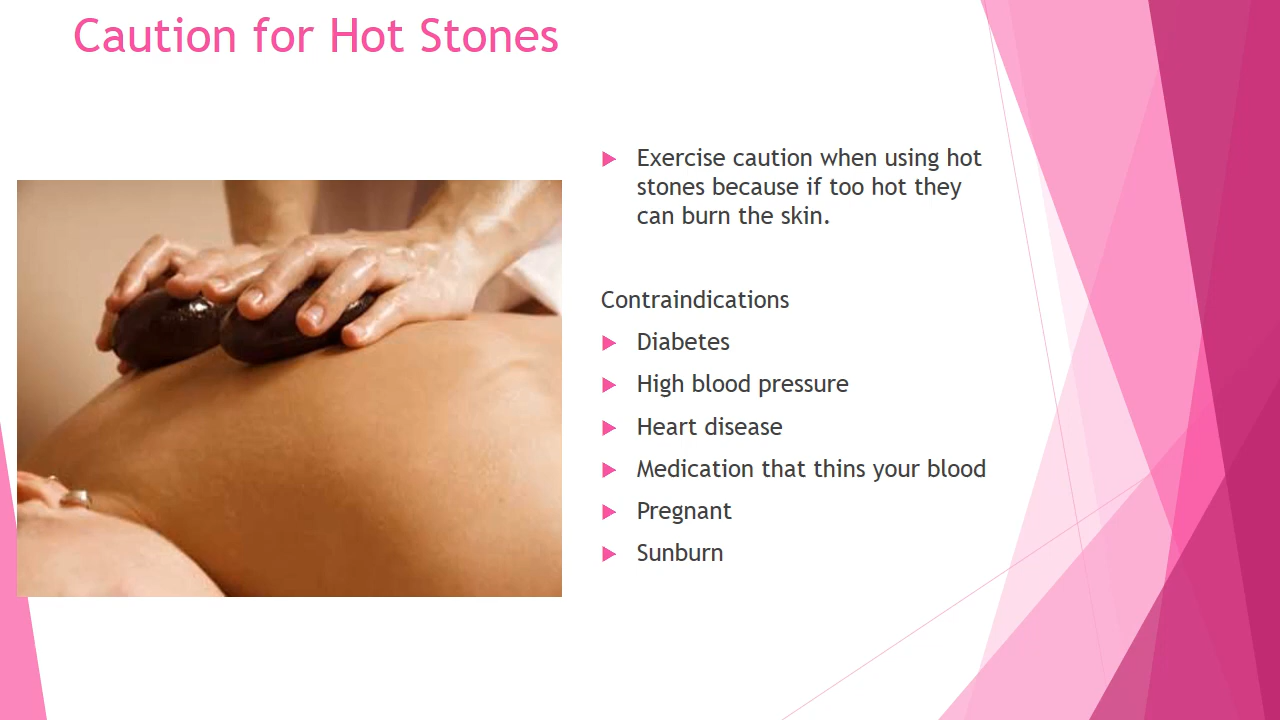 Caution for Hot Stones
Exercise caution when using hot
stones because if too hot they
can burn the skin.
Contraindications
Diabetes
High blood pressure
Heart disease
Medication that thins your blood
Pregnant
Sunburn